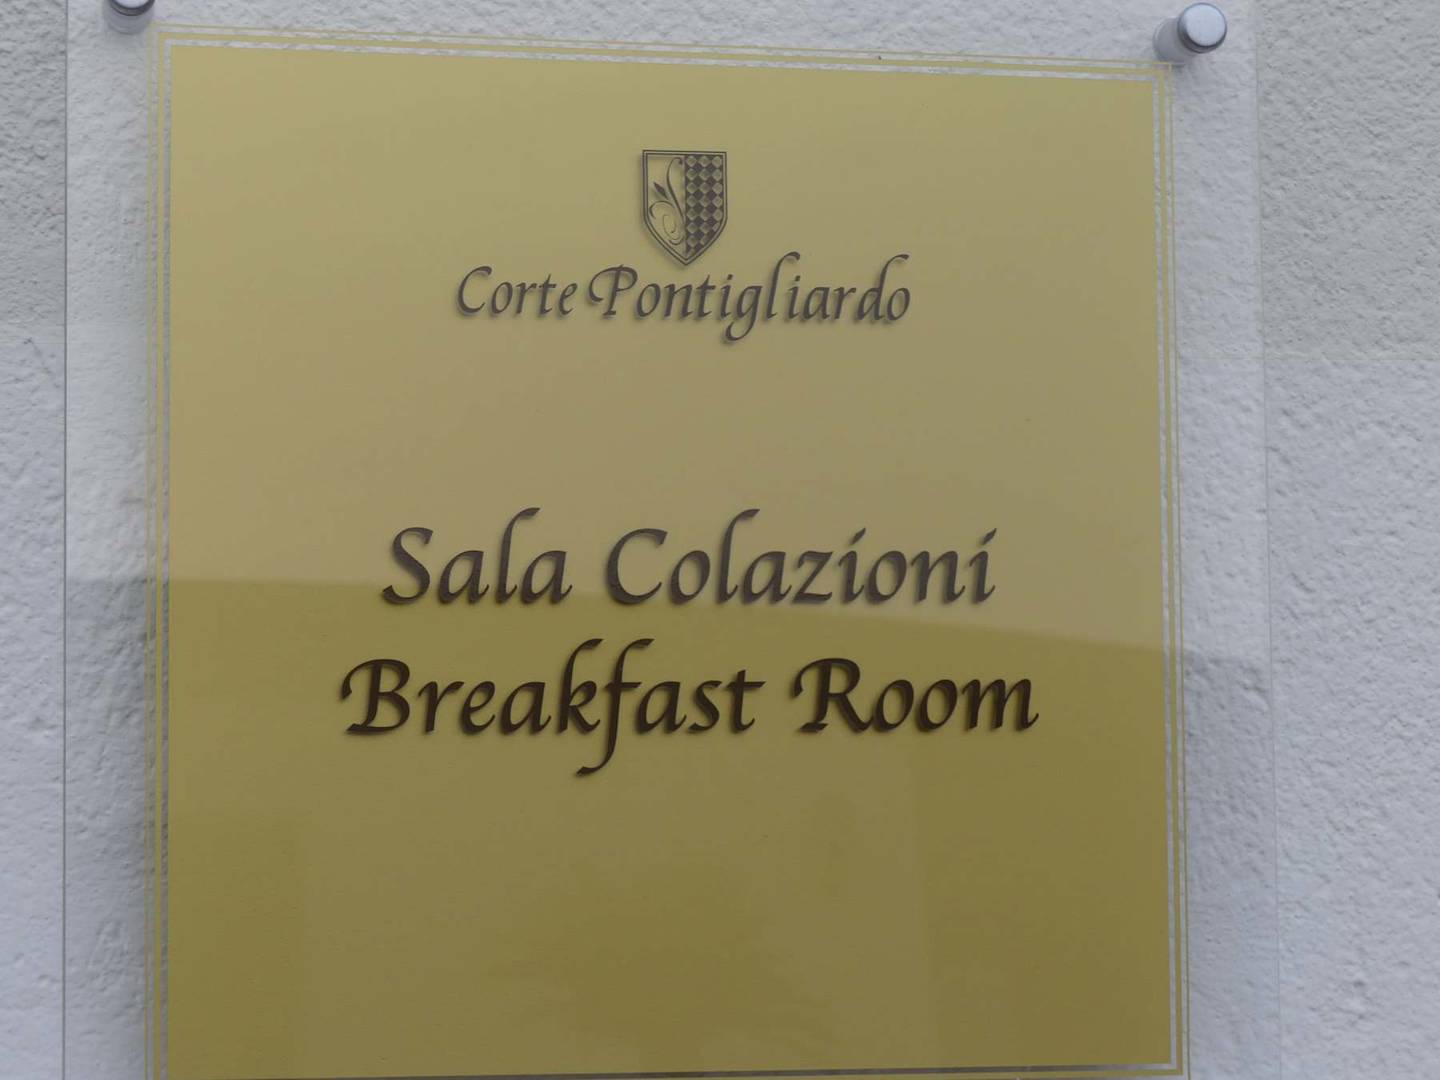 Corte Pontigliardo
Sala Colazioni
Breakfast Room